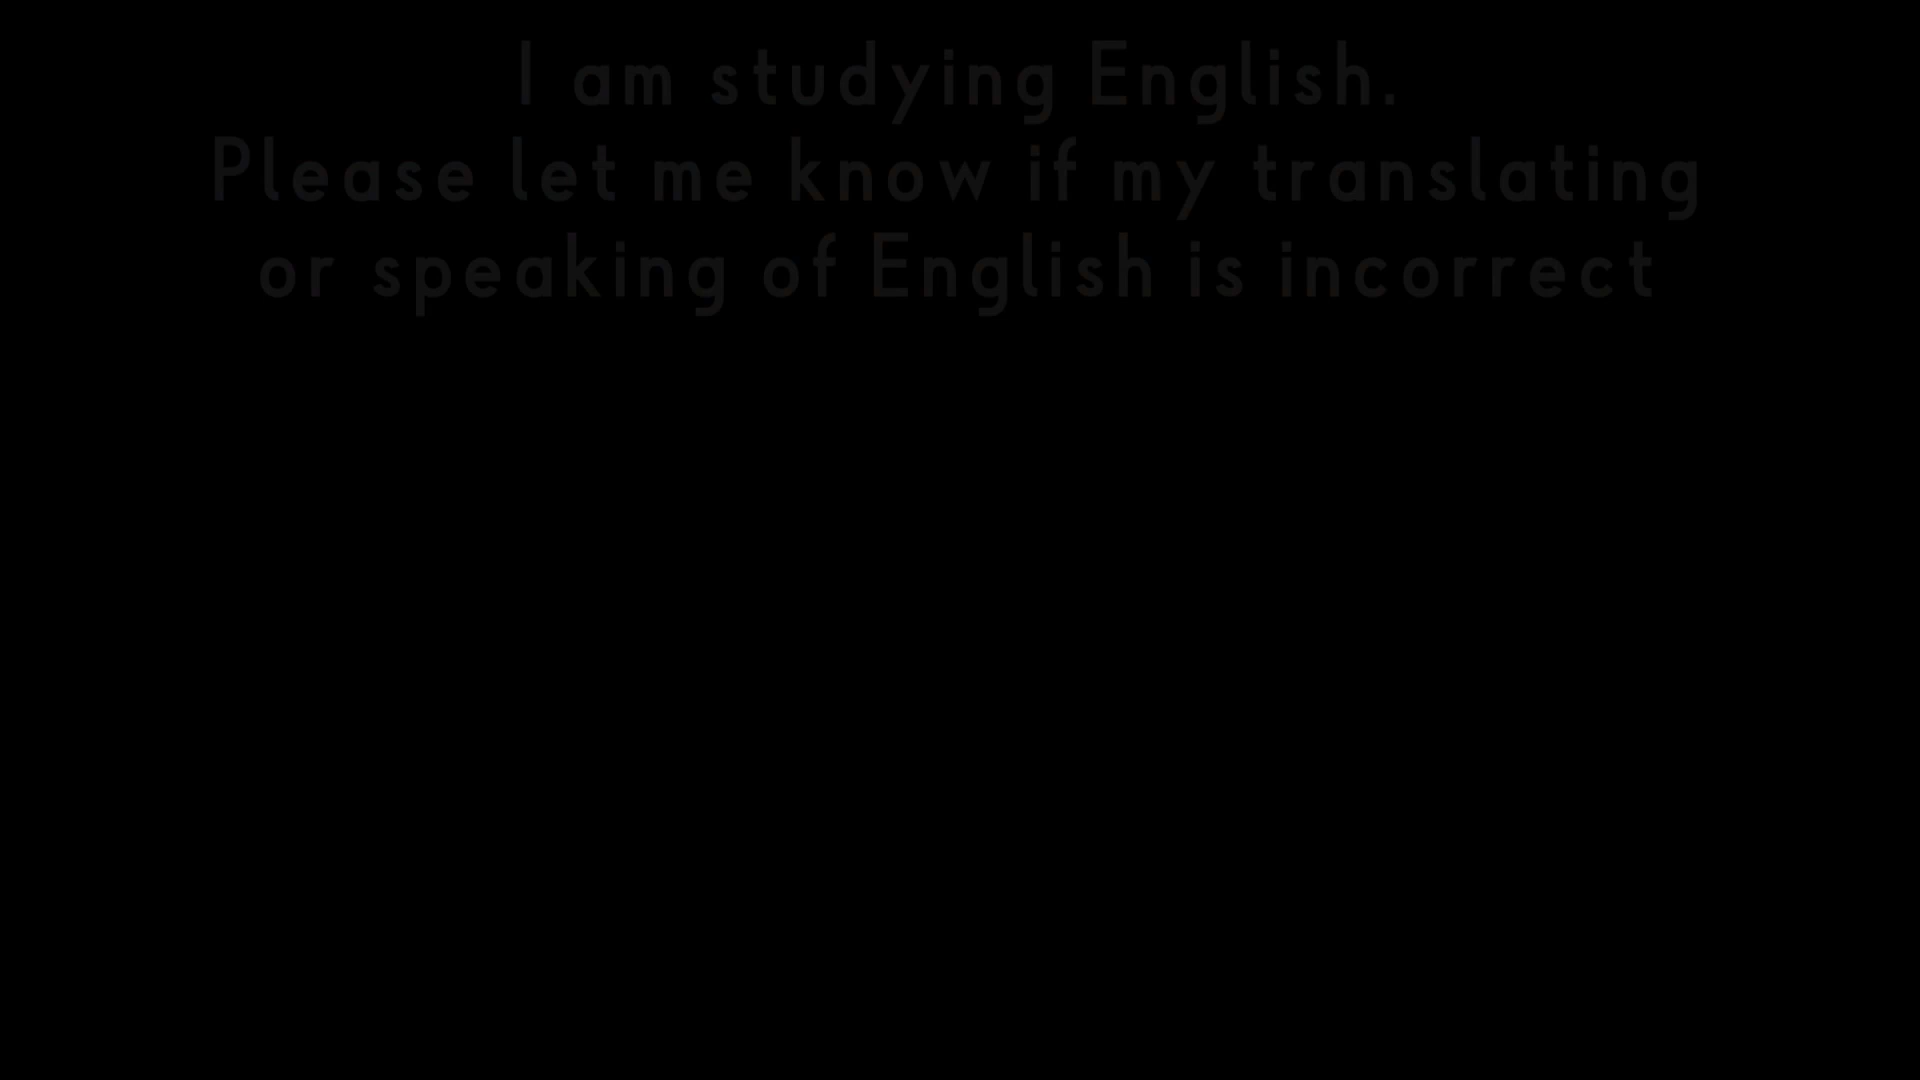 I am studying English.
Please let me know if my translating
or speaking of English is incorrect